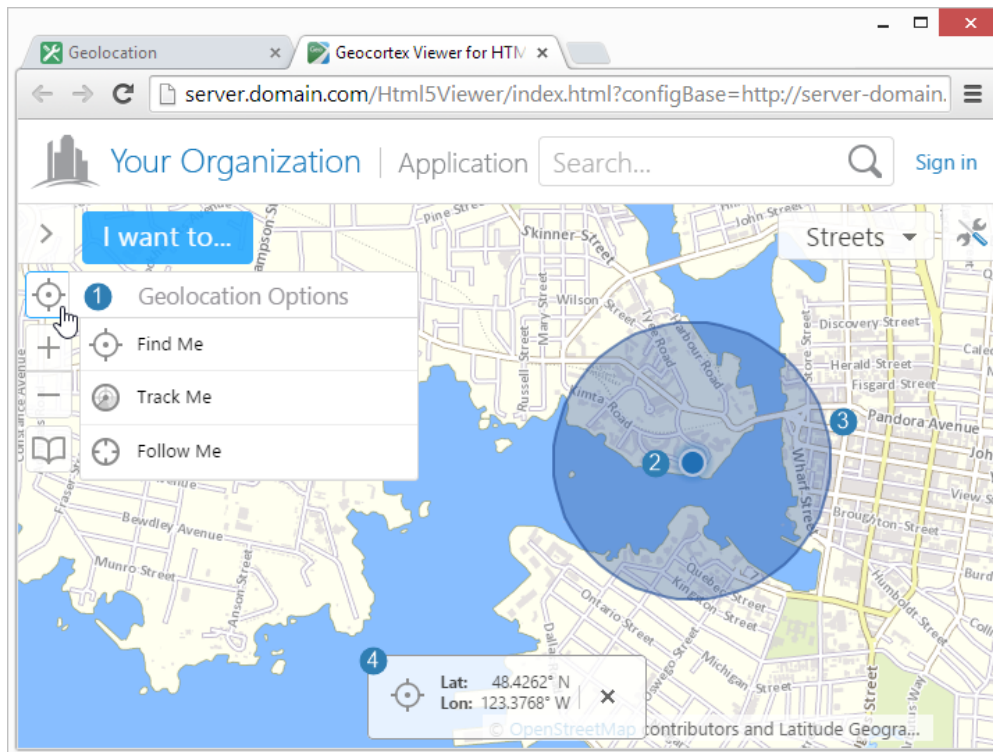 Geolocation
Geocortex Viewer for HTM
server.domain.com/Html5Viewer/index.html?configBase=http://server-domain.
Your Organization
Application
Search...
Sign in
I want to...
Streets
1 Geolocation Options
Find Me
Track Me
Follow Me
Pine
Skinner Street
John Street
Wilson Street
Mary Street
Russell Street
Tyee Road
Harbour Road
Kimta Road
Store Street
Discovery Street
Herald Street
Fisgard Street
Pandora Avenue
3
2
Wharf Street
Constance Avenue
View S
Broughton Street
Burd
Fraser
Bewdley Avenue
Munro Street
Anson Street
Quebec Street
Kingston Street
Ontario Street
Humboldt Street
Michigan
Street
Oswego Street
4
Lat: 48.4262° N
Lon: 123.3768° W
© OpenStreetMap contributors and Latitude Geogra...